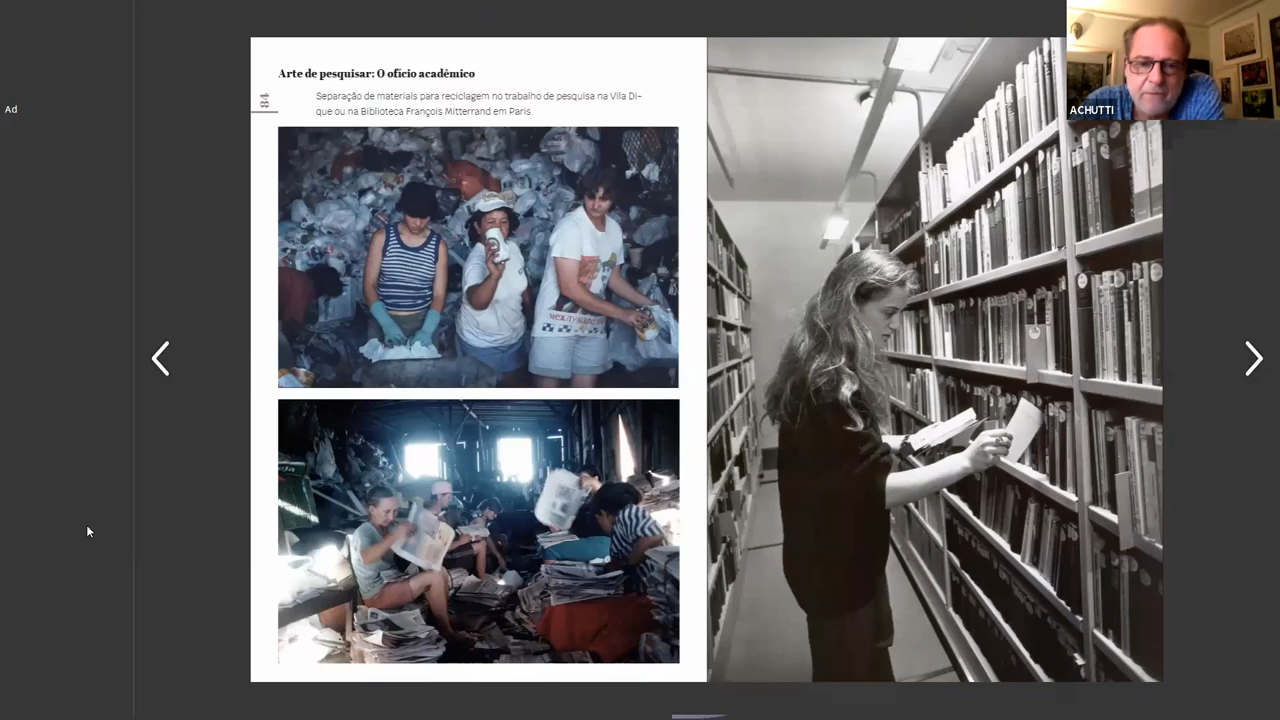 Arte de pesquisar: O ofício acadêmico
84
Separação de materiais para reciclagem no trabalho de pesquisa na Vila Di-
que ou na Biblioteca François Mitterrand em Paris.
Ad
ACHUTTI